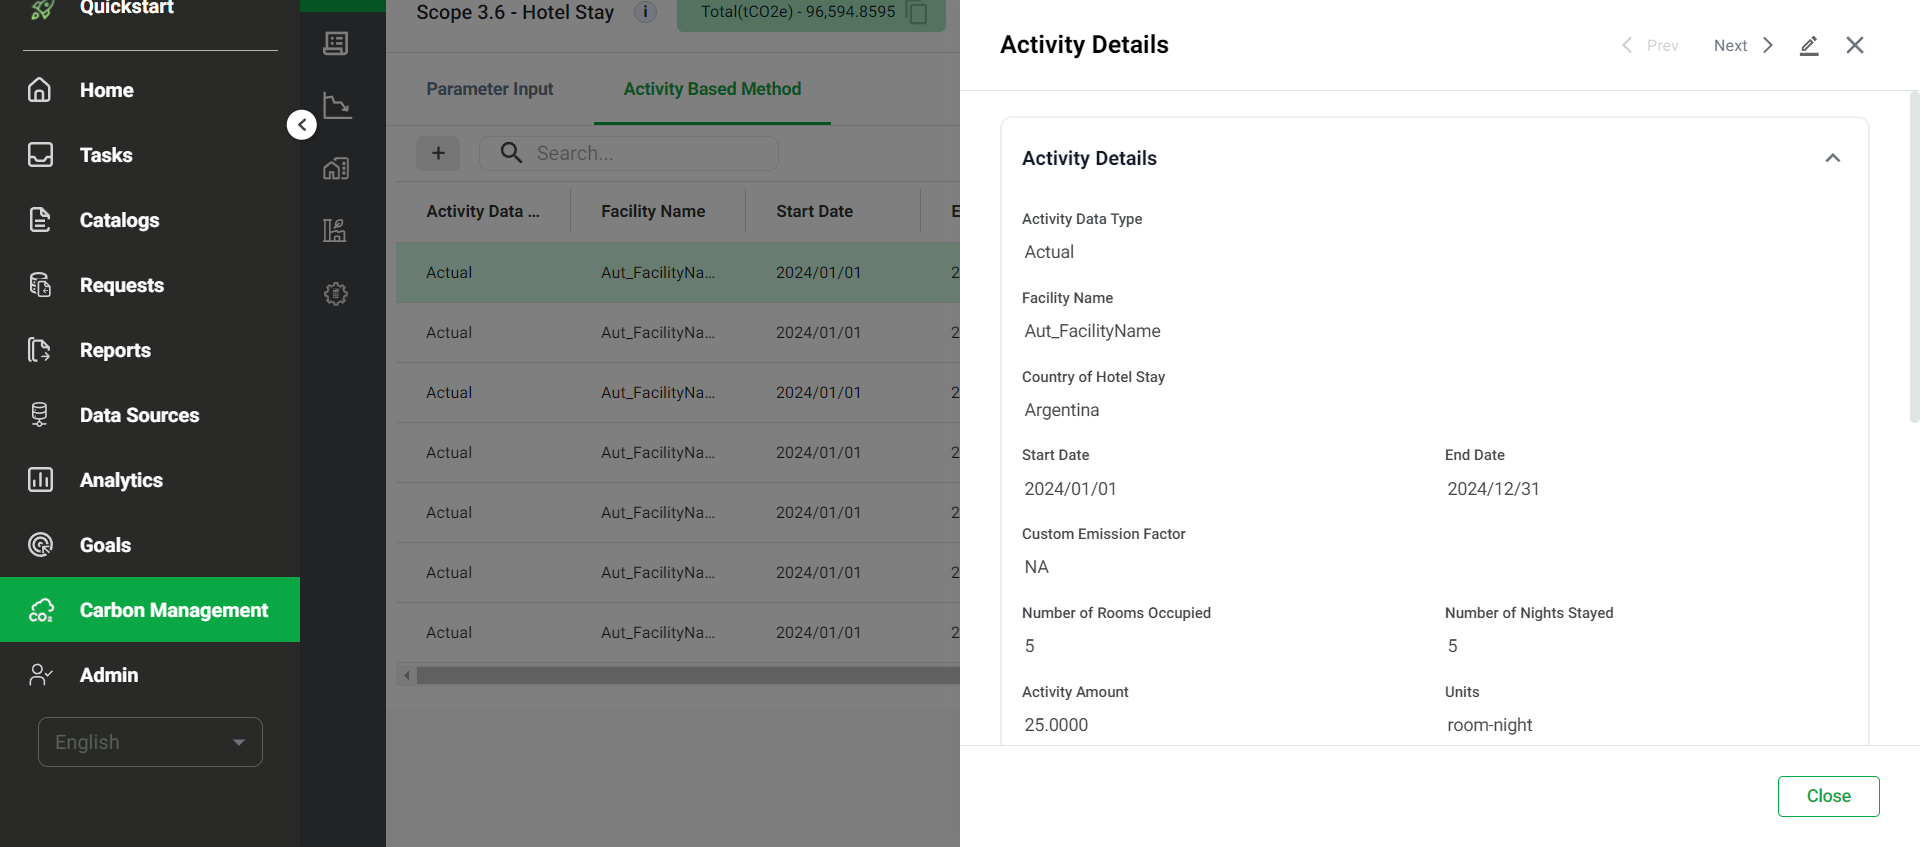 Quickstart
Home
Tasks
Catalogs
Requests
Reports
Data Sources
Analytics
Goals
CO₂
Carbon Management
Admin
English
Scope 3.6 - Hotel Stay
i
Total(tCO2e) - 96,594.8595
Parameter Input
Activity Based Method
+
Search...
Activity Data ... Facility Name Start Date E
Actual Aut_FacilityNa... 2024/01/01 2
Actual Aut_FacilityNa... 2024/01/01 2
Actual Aut_FacilityNa... 2024/01/01 2
Actual Aut_FacilityNa... 2024/01/01 2
Actual Aut_FacilityNa... 2024/01/01 2
Actual Aut_FacilityNa... 2024/01/01 2
Actual Aut_FacilityNa... 2024/01/01 2
Activity Details
Prev
Next
Activity Details
Activity Data Type
Actual
Facility Name
Aut_FacilityName
Country of Hotel Stay
Argentina
Start Date End Date
2024/01/01 2024/12/31
Custom Emission Factor
NA
Number of Rooms Occupied Number of Nights Stayed
5 5
Activity Amount Units
25.0000 room-night
Close